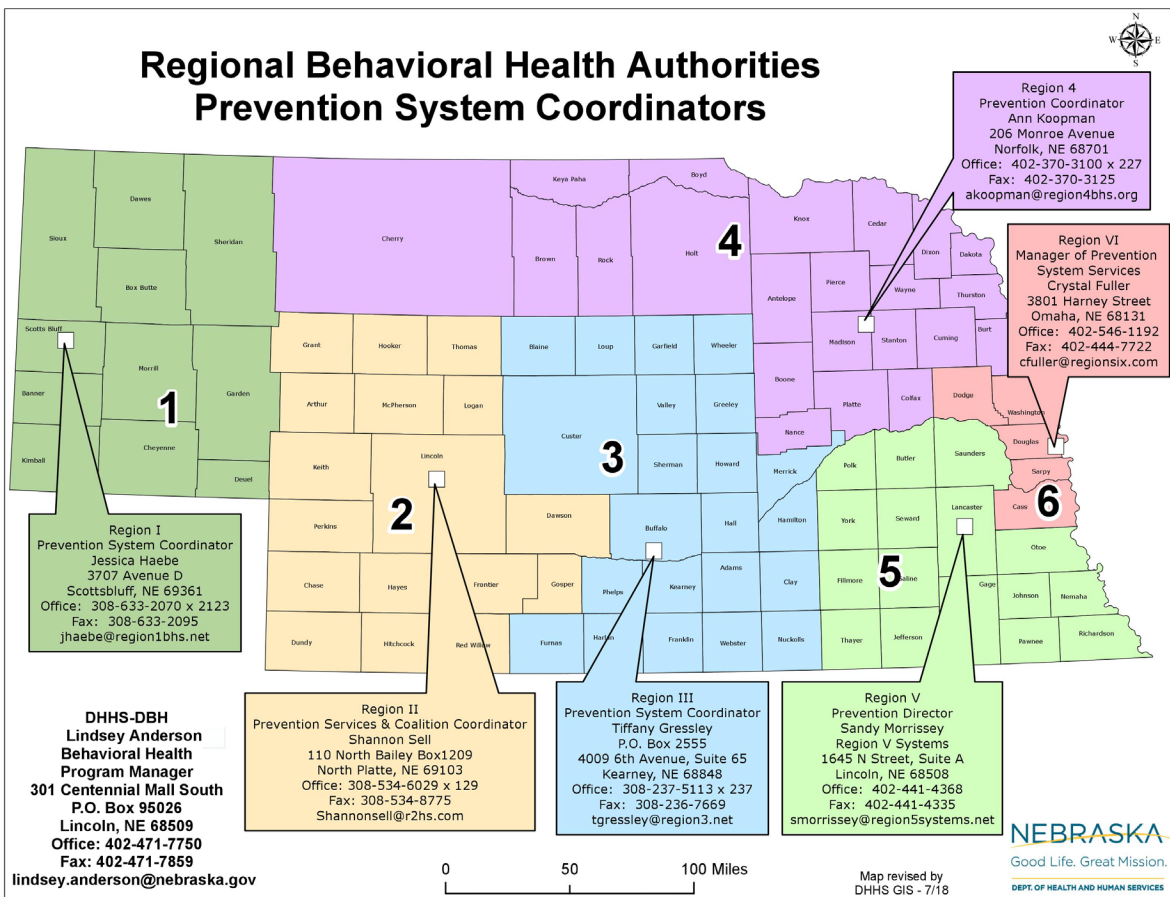 Regional Behavioral Health Authorities
Prevention System Coordinators
N
W
E
S
Region 4
Prevention Coordinator
Ann Koopman
206 Monroe Avenue
Norfolk, NE 68701
Office: 402-370-3100 x 227
Fax: 402-370-3125
akoopman@region4bhs.org
Region VI
Manager of Prevention
System Services
Crystal Fuller
3801 Harney Street
Omaha, NE 68131
Office: 402-546-1192
Fax: 402-444-7722
cfuller@regionsix.com
Sioux
Dawes
Sheridan
Box Butte
Scotts Bluff
Morrill
Banner
Garden
Kimball
Cheyenne
Deuel
1
Cherry
Keya Paha
Boyd
Brown
Rock
Holt
4
Knox
Cedar
Dixon
Dakota
Antelope
Pierce
Wayne
Thurston
Madison
Stanton
Cuming
Burt
Boone
Platte
Colfax
Nance
Grant
Hooker
Thomas
Arthur
McPherson
Logan
Keith
Lincoln
2
Perkins
Dawson
Chase
Hayes
Frontier
Gosper
Dundy
Hitchcock
Red Willow
Blaine
Loup
Garfield
Wheeler
Custer
Valley
Greeley
3
Sherman
Howard
Merrick
Buffalo
Hall
Hamilton
Phelps
Kearney
Adams
Clay
Furnas
Harlan
Franklin
Webster
Nuckolls
Polk
Butler
Saunders
York
Seward
Lancaster
Fillmore
5
Saline
Gage
Otoe
Johnson
Nemaha
Thayer
Jefferson
Pawnee
Richardson
Dodge
Washington
Douglas
Sarpy
Cass
6
Region I
Prevention System Coordinator
Jessica Haebe
3707 Avenue D
Scottsbluff, NE 69361
Office: 308-633-2070 x 2123
Fax: 308-633-2095
jhaebe@region1bhs.net
Region II
Prevention Services & Coalition Coordinator
Shannon Sell
110 North Bailey Box1209
North Platte, NE 69103
Office: 308-534-6029 x 129
Fax: 308-534-8775
Shannonsell@r2hs.com
Region III
Prevention System Coordinator
Tiffany Gressley
P.O. Box 2555
4009 6th Avenue, Suite 65
Kearney, NE 68848
Office: 308-237-5113 x 237
Fax: 308-236-7669
tgressley@region3.net
Region V
Prevention Director
Sandy Morrissey
Region V Systems
1645 N Street, Suite A
Lincoln, NE 68508
Office: 402-441-4368
Fax: 402-441-4335
smorrissey@region5systems.net
DHHS-DBH
Lindsey Anderson
Behavioral Health
Program Manager
301 Centennial Mall South
P.O. Box 95026
Lincoln, NE 68509
Office: 402-471-7750
Fax: 402-471-7859
lindsey.anderson@nebraska.gov
0 50 100 Miles
Map revised by
DHHS GIS - 7/18
NEBRASKA
Good Life. Great Mission.
DEPT. OF HEALTH AND HUMAN SERVICES